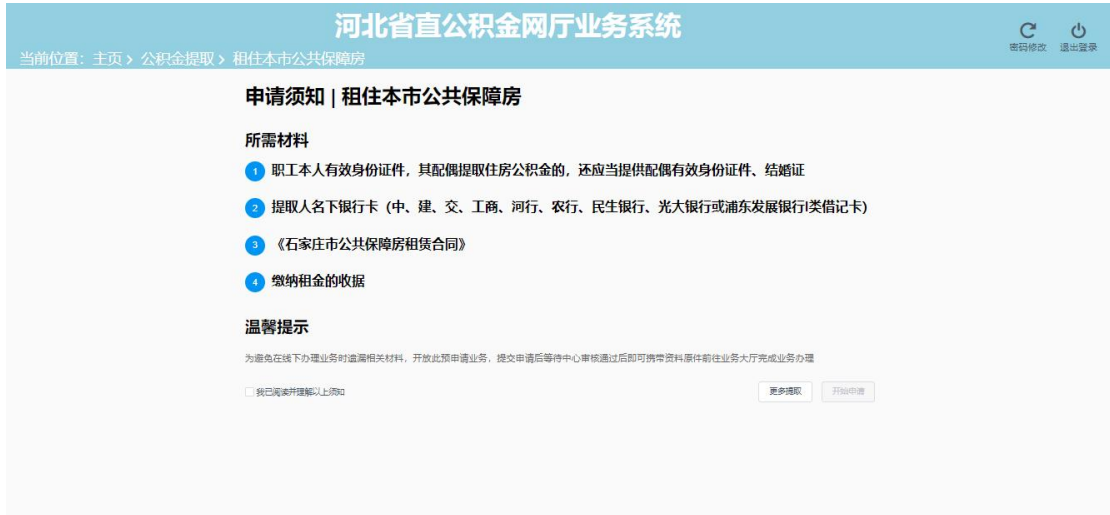 河北省直公积金网厅业务系统
密码修改 退出登录
当前位置：主页 > 公积金提取 > 租住本市公共保障房
申请须知 | 租住本市公共保障房
所需材料
1 职工本人有效身份证件，其配偶提取住房公积金的，还应当提供配偶有效身份证件、结婚证
2 提取人名下银行卡（中、建、交、工商、河行、农行、民生银行、光大银行或浦东发展银行I类借记卡）
3 《石家庄市公共保障房租赁合同》
4 缴纳租金的收据
温馨提示
为避免在线下办理业务时遗漏相关材料，开放此预申请业务，提交申请后等待中心审核通过后即可携带资料原件前往业务大厅完成业务办理
我已阅读并理解以上须知
更多提取 开始申请